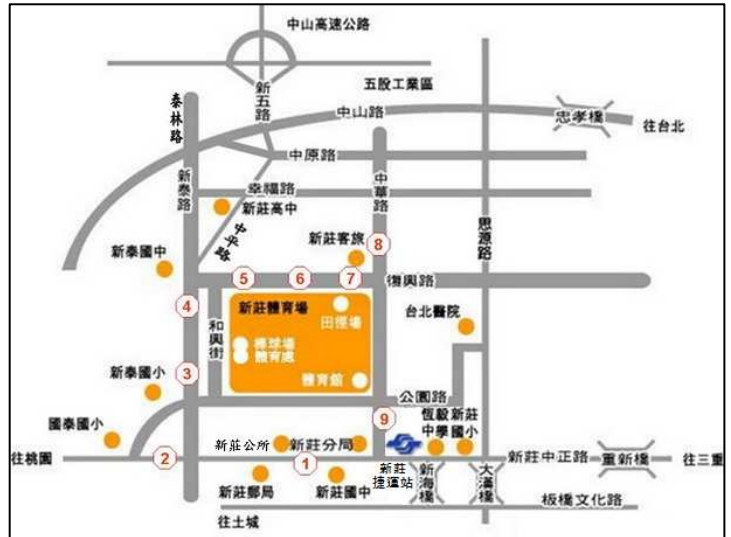 中山高速公路
五股工業區
新五路
泰林路
中山路
忠孝橋
往台北
中原路
新泰路
中華路
幸福路
新莊高中
思源路
中平路
新莊客旅
8
新泰國中
5
6
7
復興路
4
新莊體育場
田徑場
台北醫院
和興街
棒球場
體育處
3
新泰國小
體育館
公園路
9
恆毅中學
新莊國小
國泰國小
新莊公所
新莊分局
往桃園
2
1
新莊捷運站
新海橋
大漢橋
新莊中正路
重新橋
往三重
新莊郵局
新莊國中
板橋文化路
往土城